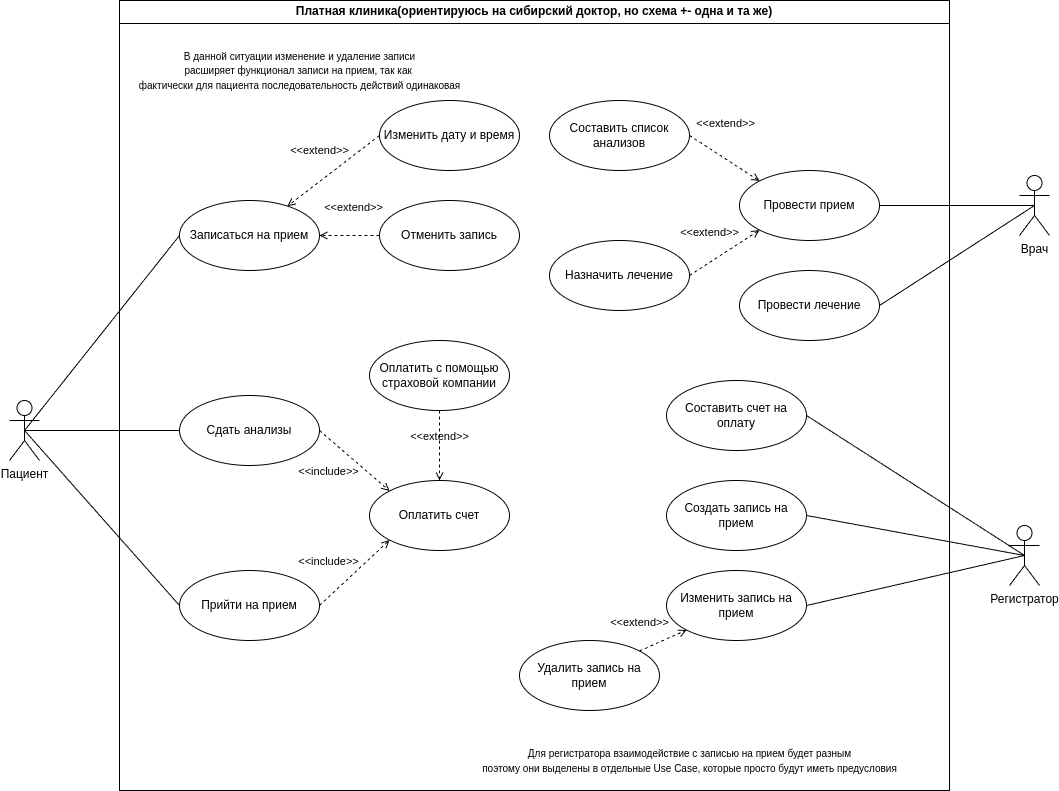 Платная клиника(ориентируюсь на сибирский доктор, но схема +- одна и та же)
В данной ситуации изменение и удаление записи
расширяет функционал записи на прием, так как
фактически для пациента последовательность действий одинаковая
Изменить дату и время
<<extend>>
Записаться на прием
<<extend>>
Отменить запись
Составить список
анализов
<<extend>>
Провести прием
<<extend>>
Назначить лечение
Провести лечение
Врач
Оплатить с помощью
страховой компании
<<extend>>
Сдать анализы
<<include>>
Оплатить счет
<<include>>
Прийти на прием
Пациент
Составить счет на
оплату
Создать запись на
прием
Изменить запись на
прием
<<extend>>
Удалить запись на
прием
Регистратор
Для регистратора взаимодействие с записью на прием будет разным
поэтому они выделены в отдельные Use Case, которые просто будут иметь предусловия